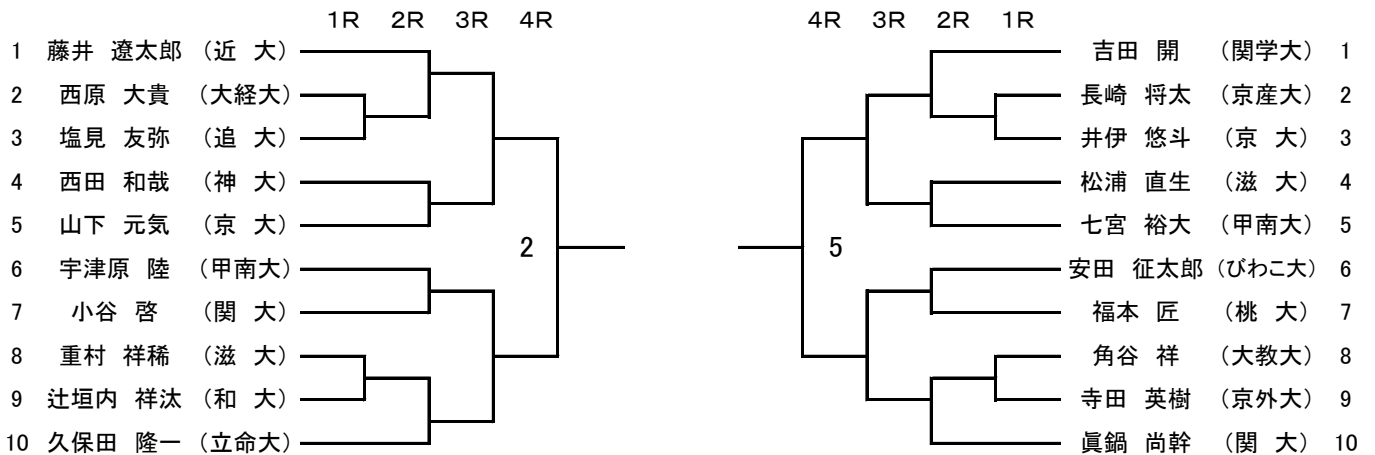 1R 2R 3R 4R 4R 3R 2R 1R
1 藤井 遼太郎 (近 大) 吉田 開 (関学大) 1
2 西原 大貴 (大経大) 長崎 将太 (京産大) 2
3 塩見 友弥 (追 大) 井伊 悠斗 (京 大) 3
4 西田 和哉 (神 大) 松浦 直生 (滋 大) 4
5 山下 元気 (京 大) 七宮 裕大 (甲南大) 5
2 5
6 宇津原 陸 (甲南大) 安田 征太郎 (びわこ大) 6
7 小谷 啓 (関 大) 福本 匠 (桃 大) 7
8 重村 祥稀 (滋 大) 角谷 祥 (大教大) 8
9 辻垣内 祥汰 (和 大) 寺田 英樹 (京外大) 9
10 久保田 隆一 (立命大) 眞鍋 尚幹 (関 大) 10